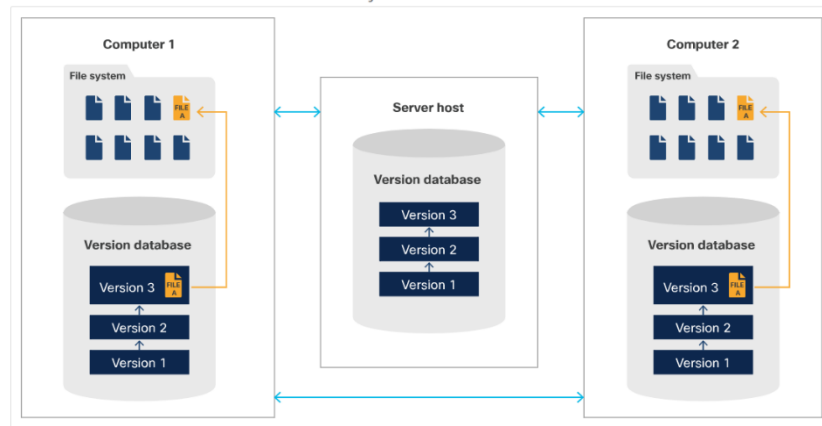 Computer 1
File system
FILE
A
Version database
Version 3
FILE
A
Version 2
Version 1
Server host
Version database
Version 3
Version 2
Version 1
Computer 2
File system
FILE
A
Version database
Version 3
FILE
A
Version 2
Version 1